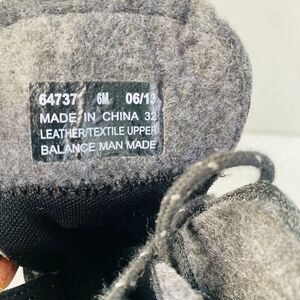 64737 6M 06/13
MADE IN CHINA 32
LEATHER/TEXTILE UPPER
BALANCE MAN MADE